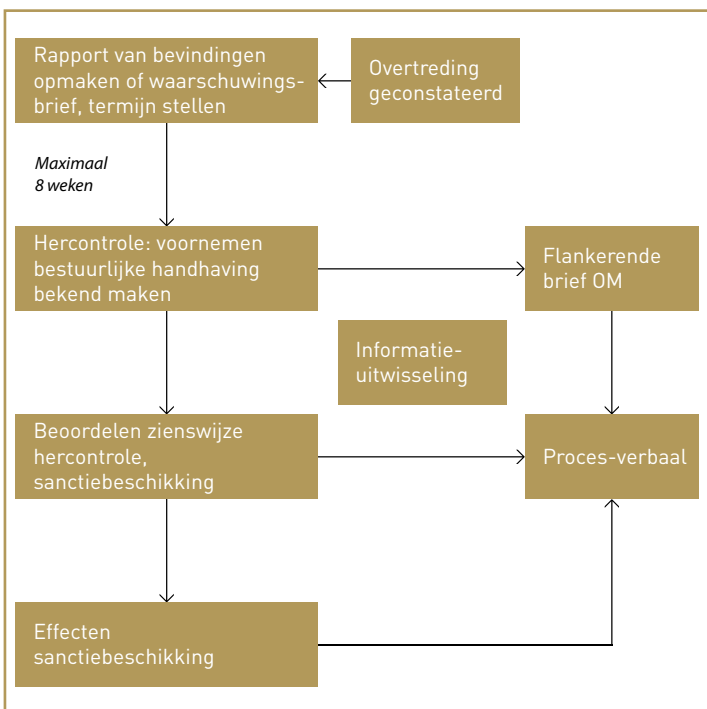 Rapport van bevindingen
opmaken of waarschuwings-
brief, termijn stellen
Overtreding
geconstateerd
Maximaal
8 weken
Hercontrole: voornemen
bestuurlijke handhaving
bekend maken
Flankerende
brief OM
Informatie-
uitwisseling
Beoordelen zienswijze
hercontrole,
sanctiebeschikking
Proces-verbaal
Effecten
sanctiebeschikking